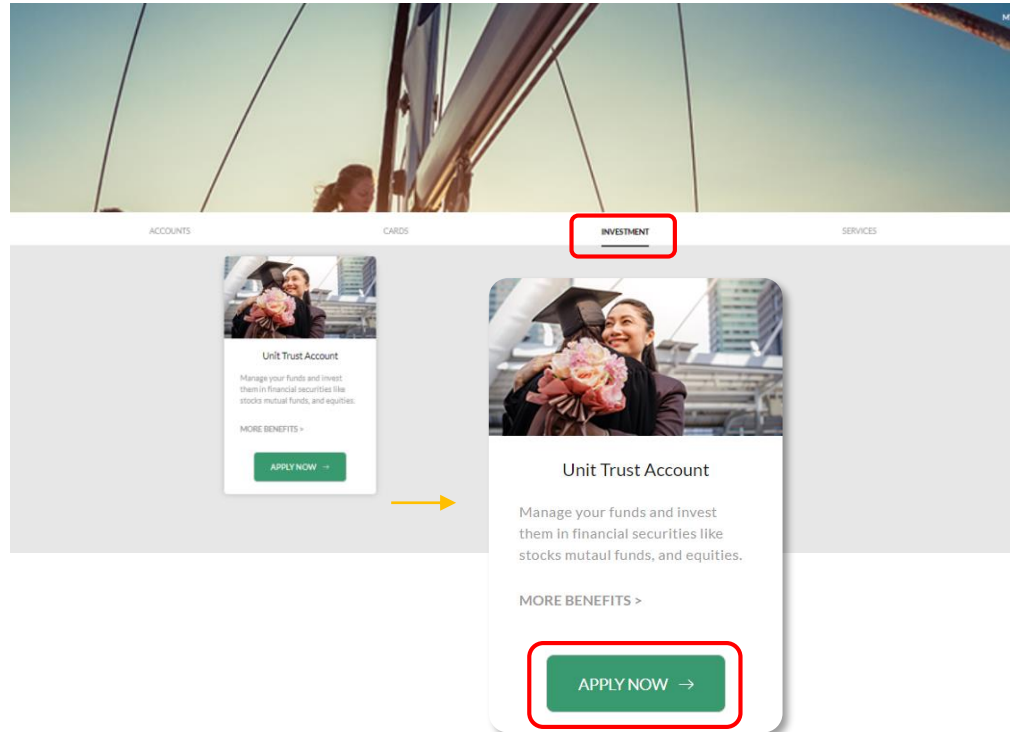 M
ACCOUNTS
CARDS
INVESTMENT
SERVICES
Unit Trust Account
Manage your funds and invest
them in financial securities like
stocks mutual funds, and equities.
MORE BENEFITS >
APPLY NOW →
Unit Trust Account
Manage your funds and invest
them in financial securities like
stocks mutaul funds, and equities.
MORE BENEFITS >
APPLY NOW →